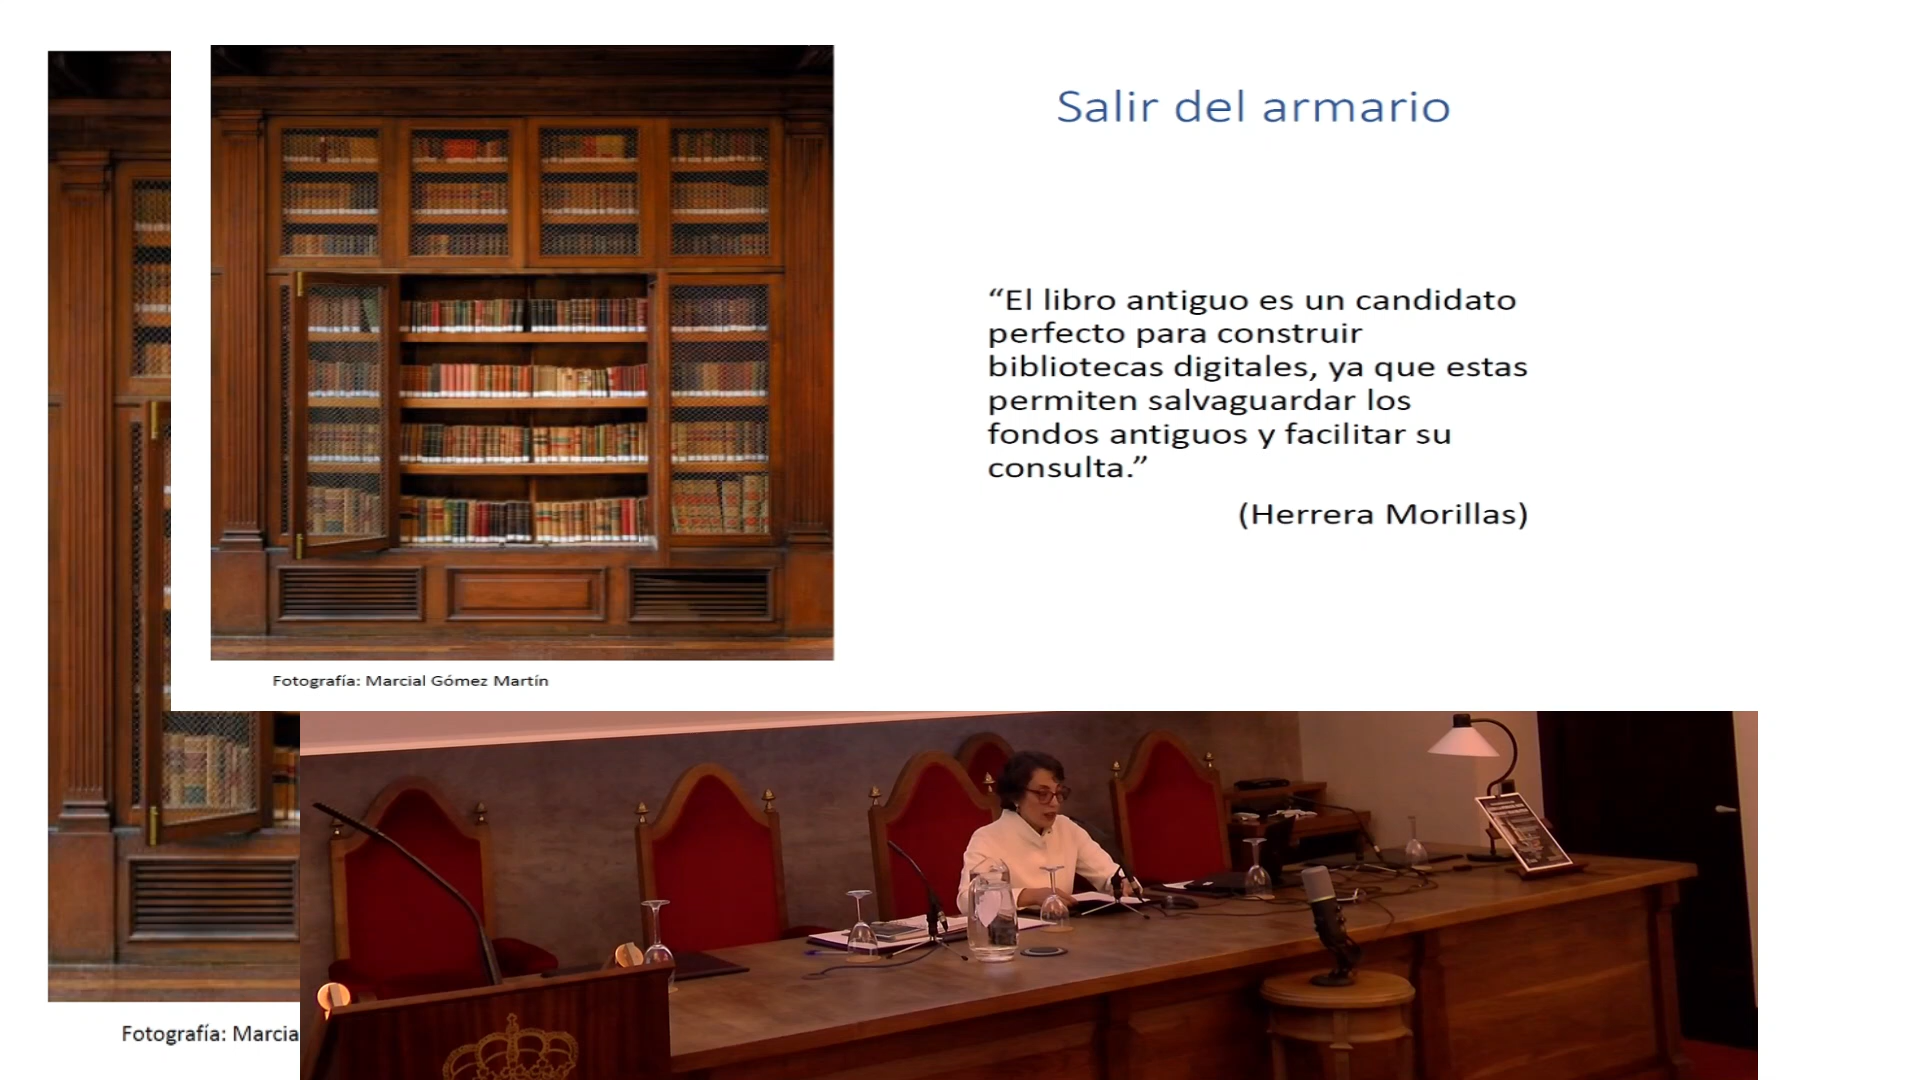 Salir del armario
“El libro antiguo es un candidato
perfecto para construir
bibliotecas digitales, ya que estas
permiten salvaguardar los
fondos antiguos y facilitar su
consulta.”
(Herrera Morillas)
Fotografía: Marcial Gómez Martín
Fotografía: Marcia